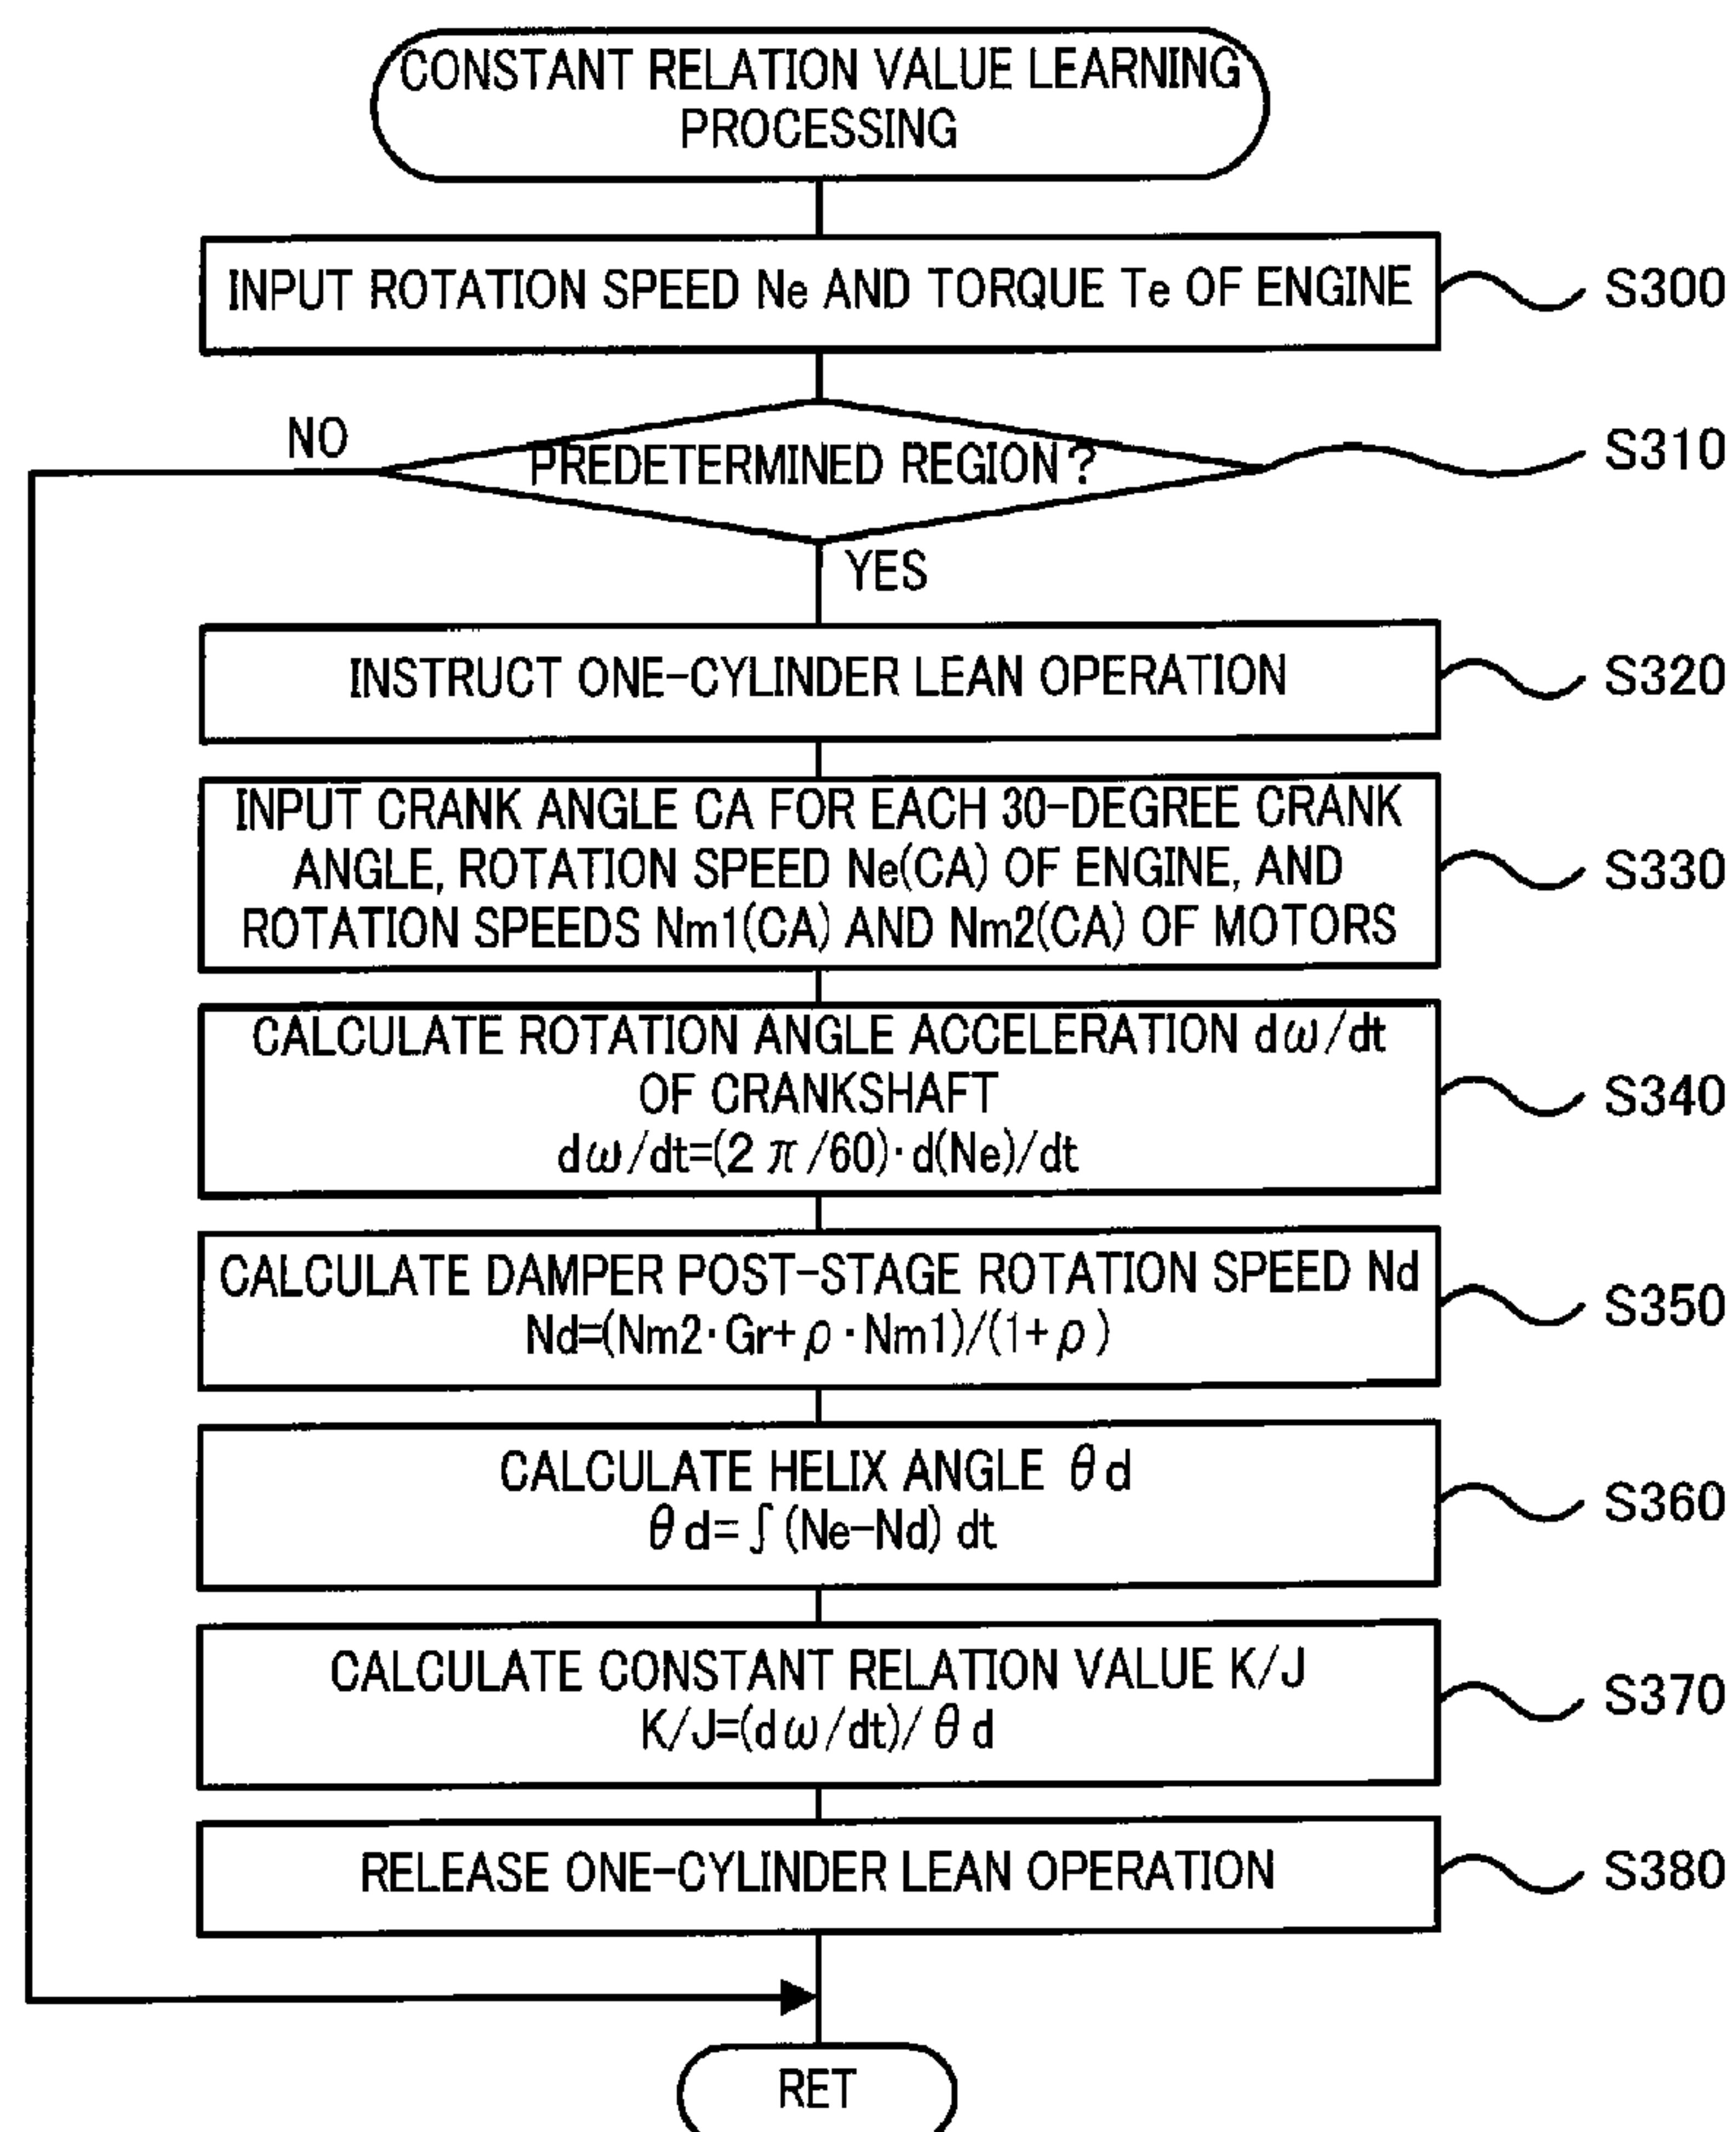 CONSTANT RELATION VALUE LEARNING
PROCESSING
INPUT ROTATION SPEED Ne AND TORQUE Te OF ENGINE
S300
NO
PREDETERMINED REGION?
S310
YES
INSTRUCT ONE-CYLINDER LEAN OPERATION
S320
INPUT CRANK ANGLE CA FOR EACH 30-DEGREE CRANK
ANGLE, ROTATION SPEED Ne(CA) OF ENGINE, AND
ROTATION SPEEDS Nm1(CA) AND Nm2(CA) OF MOTORS
S330
CALCULATE ROTATION ANGLE ACCELERATION dω/dt
OF CRANKSHAFT
dω/dt=(2π/60)·d(Ne)/dt
S340
CALCULATE DAMPER POST-STAGE ROTATION SPEED Nd
Nd=(Nm2·Gr+ρ·Nm1)/(1+ρ)
S350
CALCULATE HELIX ANGLE θd
θd=∫(Ne-Nd)dt
S360
CALCULATE CONSTANT RELATION VALUE K/J
K/J=(dω/dt)/θd
S370
RELEASE ONE-CYLINDER LEAN OPERATION
S380
RET